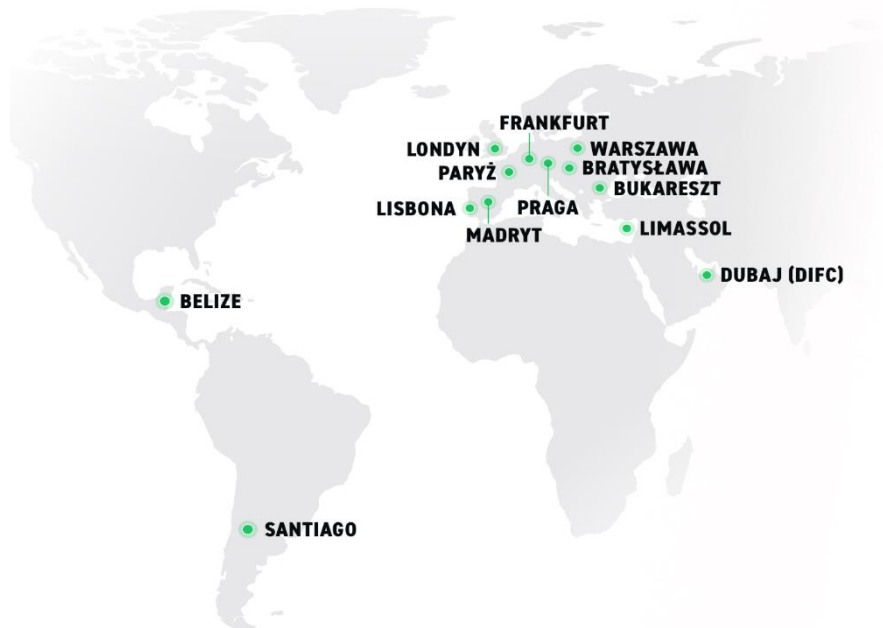 FRANKFURT
LONDYN
WARSZAWA
PARYŻ
BRATYSŁAWA
BUKARESZT
LISBONA
PRAGA
MADRYT
LIMASSOL
DUBAJ (DIFC)
BELIZE
SANTIAGO